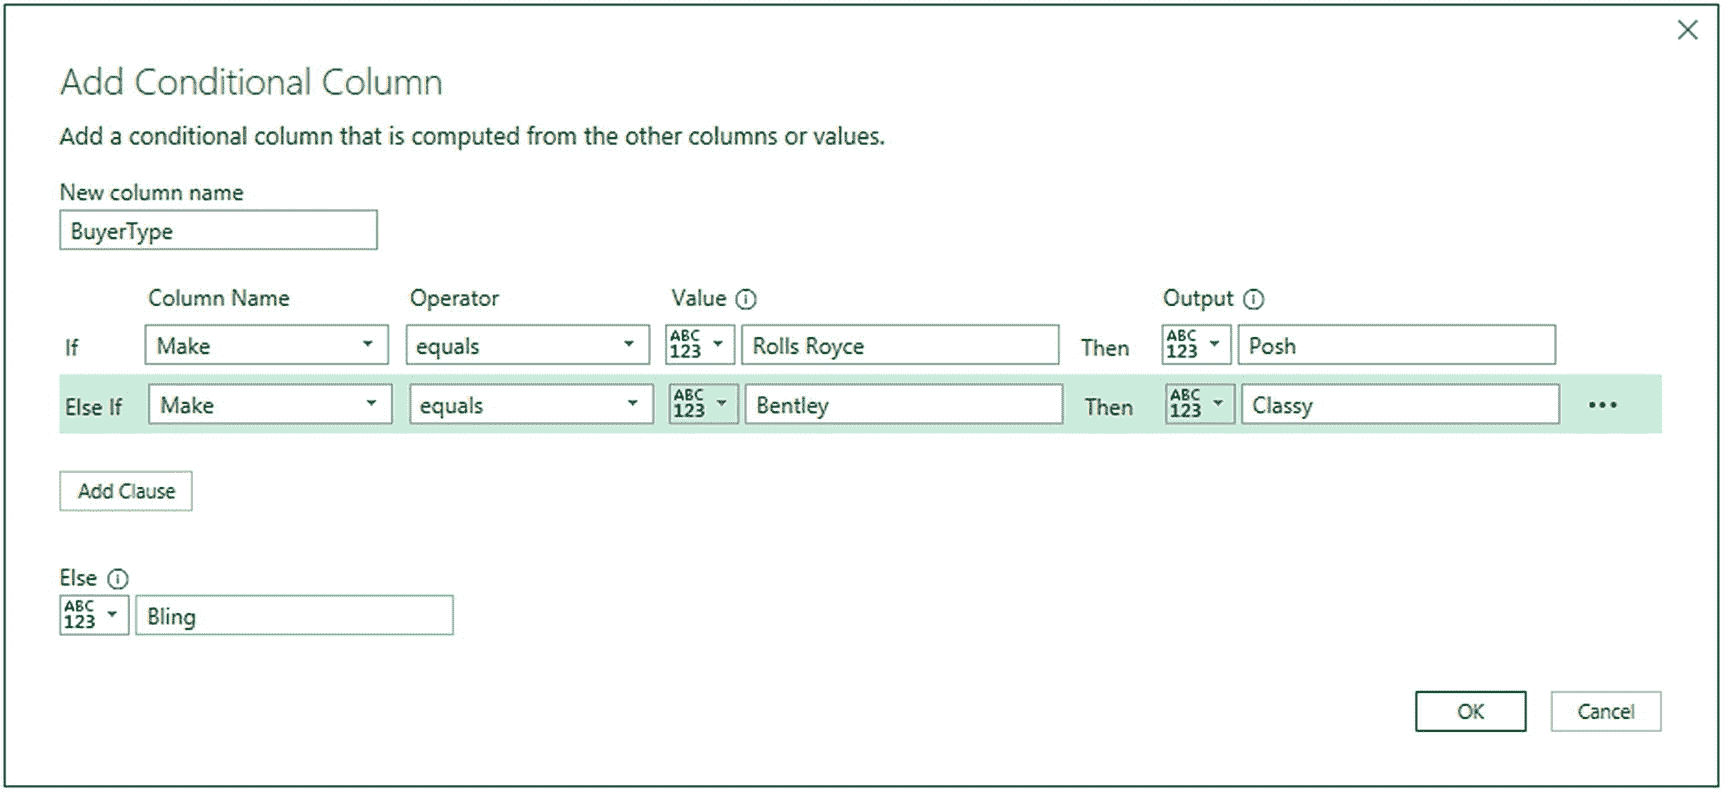 Add Conditional Column
Add a conditional column that is computed from the other columns or values.
New column name
BuyerType
Column Name Operator Value Output
If Make equals ABC 123 Rolls Royce Then ABC 123 Posh
Else If Make equals ABC 123 Bentley Then ABC 123 Classy ...
Add Clause
Else
ABC 123 Bling
OK Cancel